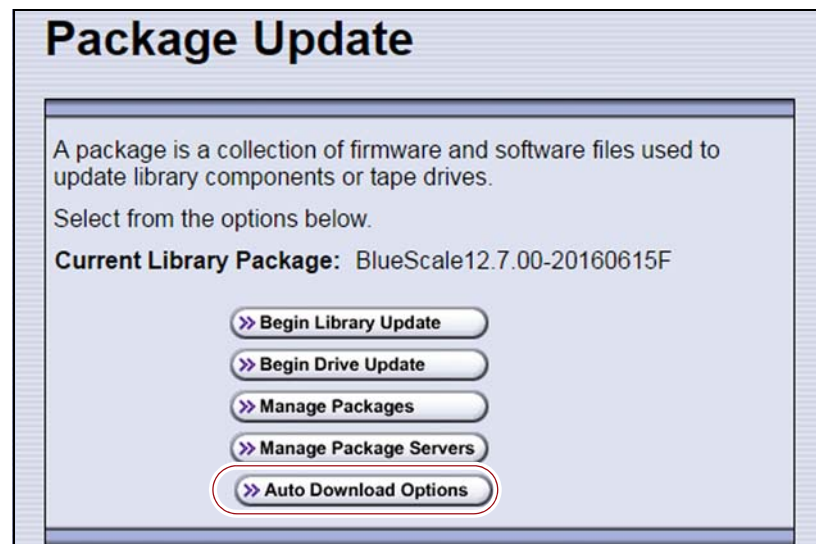 Package Update
A package is a collection of firmware and software files used to
update library components or tape drives.
Select from the options below.
Current Library Package: BlueScale12.7.00-20160615F
Begin Library Update
Begin Drive Update
Manage Packages
Manage Package Servers
Auto Download Options